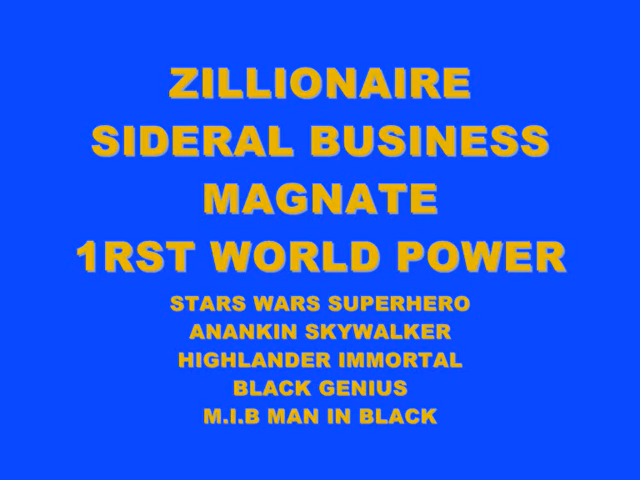 ZILLIONAIRE
SIDERAL BUSINESS
MAGNATE
1RST WORLD POWER
STARS WARS SUPERHERO
ANANKIN SKYWALKER
HIGHLANDER IMMORTAL
BLACK GENIUS
M.I.B MAN IN BLACK